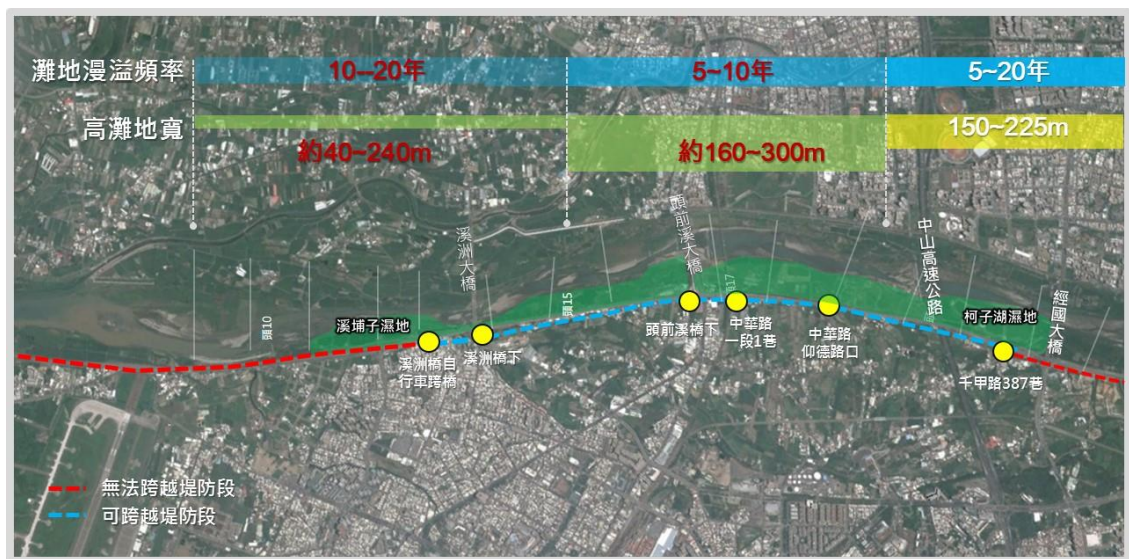 灘地漫溢頻率
10--20年
5~10年
5~20年
高灘地寬
約40~240m
約160~300m
150~225m
溪洲大橋
頭前溪大橋
中山高速公路
經國大橋
頭10
頭15
溪埔子濕地
柯子湖濕地
溪洲橋自
行車跨橋
溪洲橋下
頭前溪橋下
中華路
一段1巷
中華路
仰德路口
千甲路387巷
無法跨越堤防段
可跨越堤防段